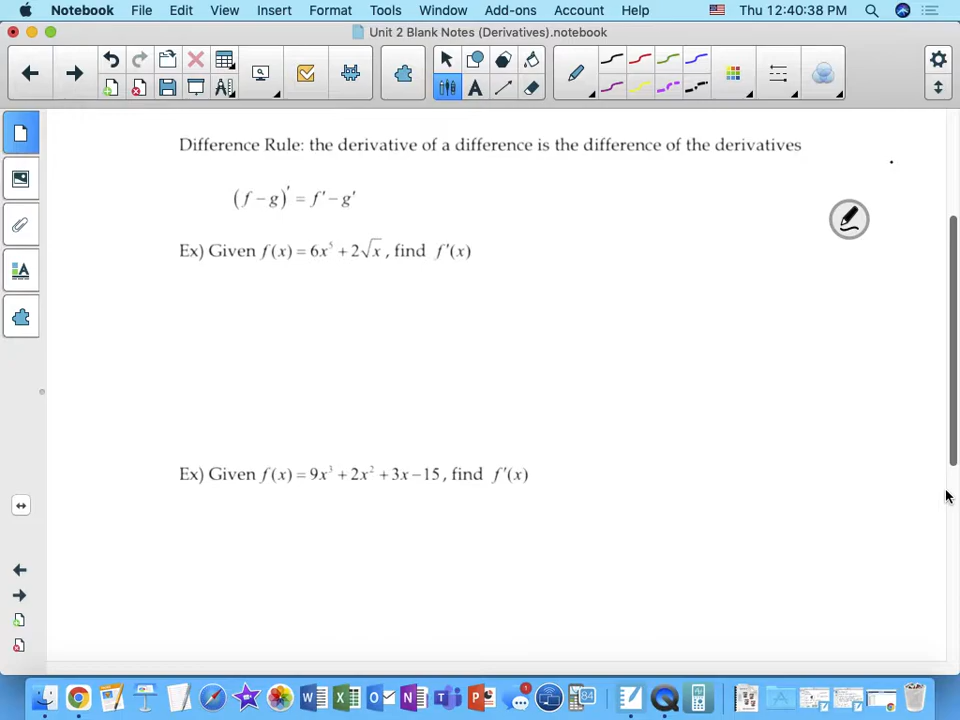 Notebook File Edit View Insert Format Tools Window Add-ons Account Help Thu 12:40:38 PM
Unit 2 Blank Notes (Derivatives).notebook
Difference Rule: the derivative of a difference is the difference of the derivatives
(f − g)′ = f′ − g′
Ex) Given f(x) = 6x⁵ + 2√x, find f′(x)
Ex) Given f(x) = 9x³ + 2x² + 3x − 15, find f′(x)